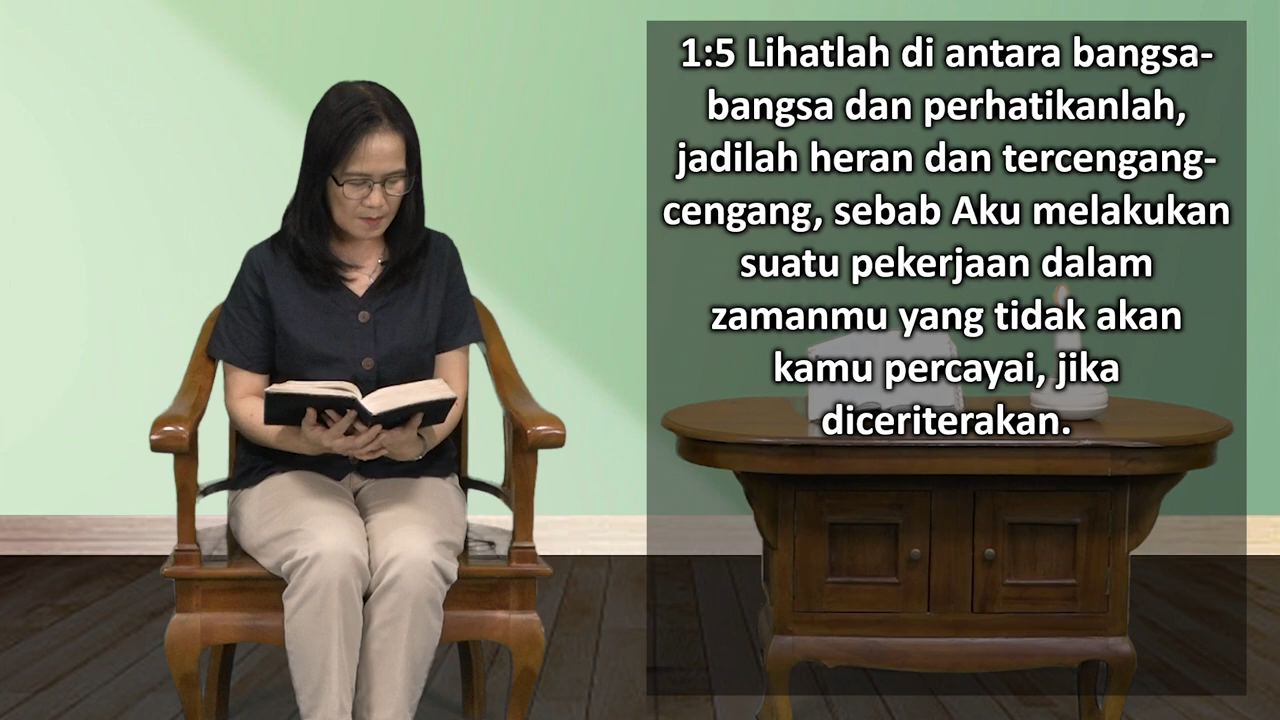 1:5 Lihatlah di antara bangsa-
bangsa dan perhatikanlah,
jadilah heran dan tercengang-
cengang, sebab Aku melakukan
suatu pekerjaan dalam
zamanmu yang tidak akan
kamu percayai, jika
diceriterakan.